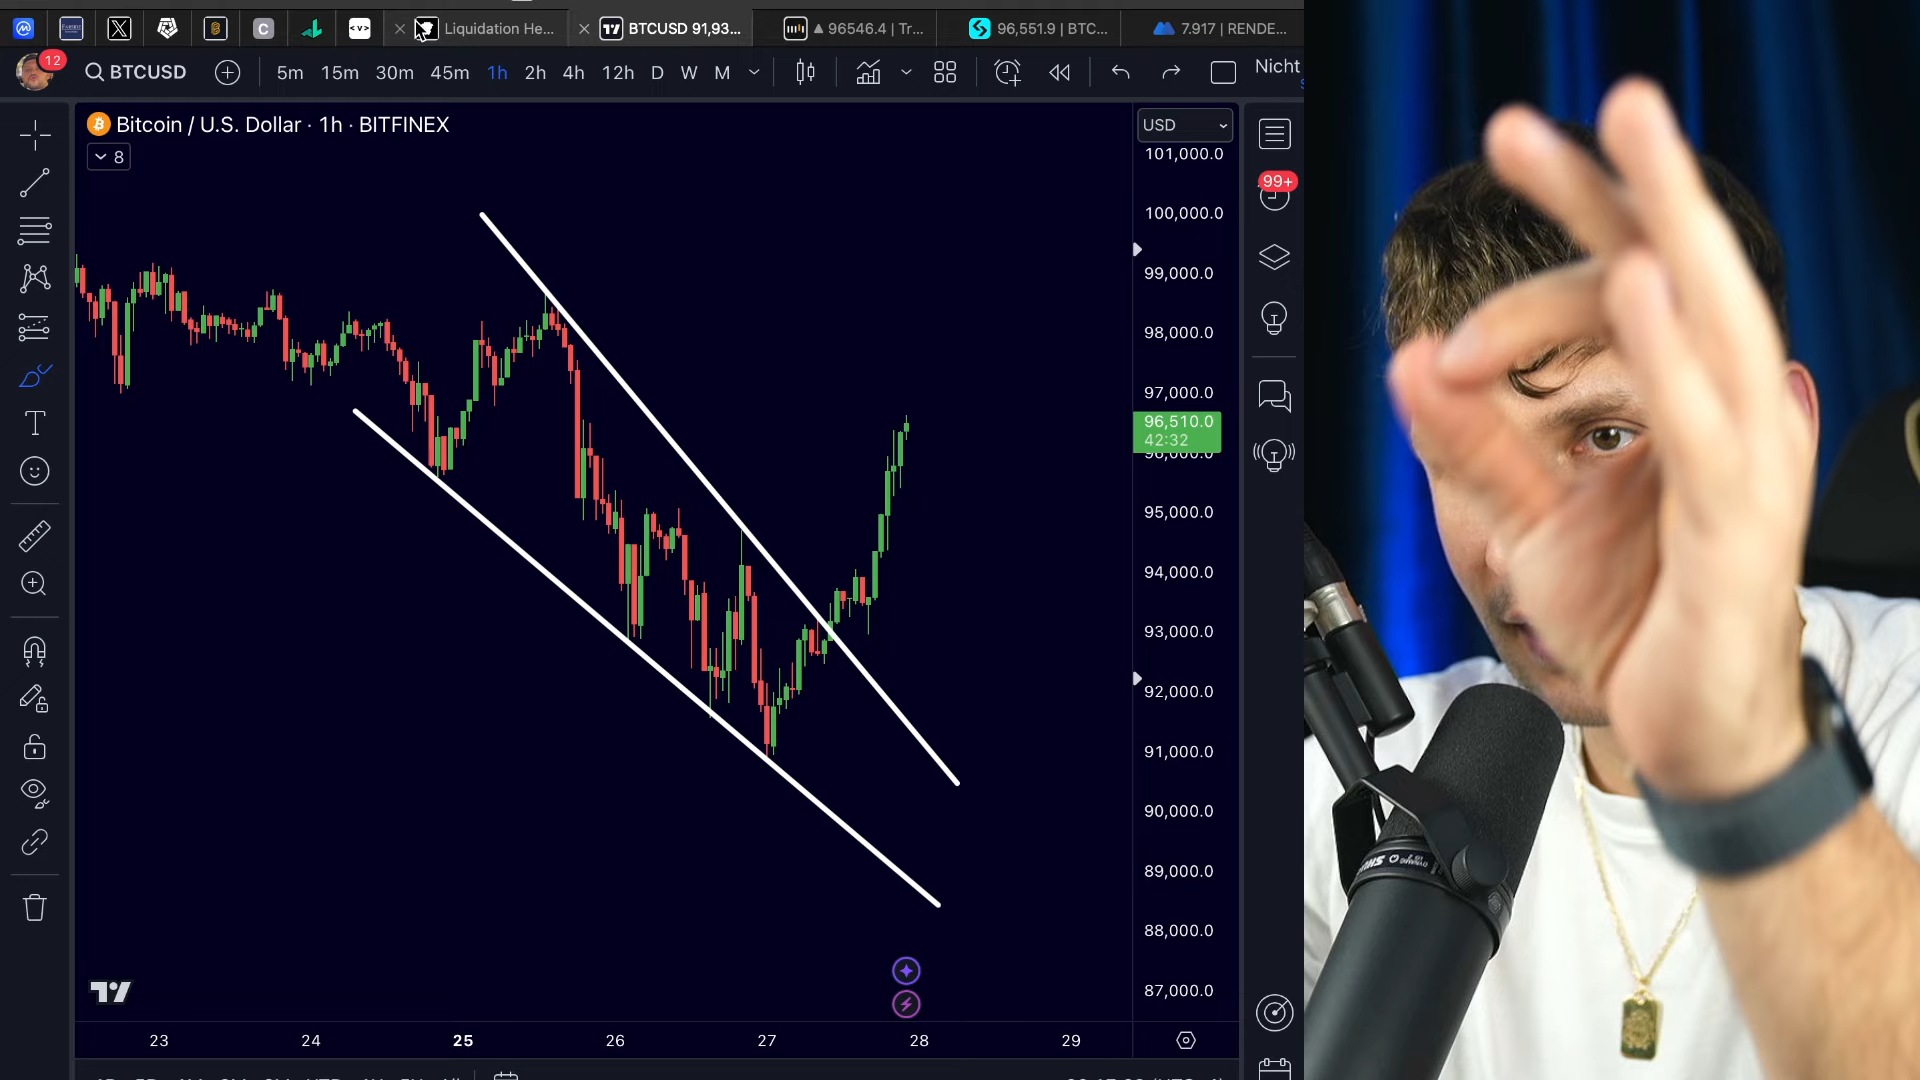 Liquidation He...
BTCUSD 91,93...
▲ 96546.4 | Tr...
96,551.9 | BTC...
7.917 | RENDE...
12
BTCUSD
5m 15m 30m 45m 1h 2h 4h 12h D W M
Nicht
Bitcoin / U.S. Dollar · 1h · BITFINEX
8
USD
101,000.0
100,000.0
99,000.0
98,000.0
97,000.0
96,510.0
42:32
96,000.0
95,000.0
94,000.0
93,000.0
92,000.0
91,000.0
90,000.0
89,000.0
88,000.0
87,000.0
99+
23 24 25 26 27 28 29